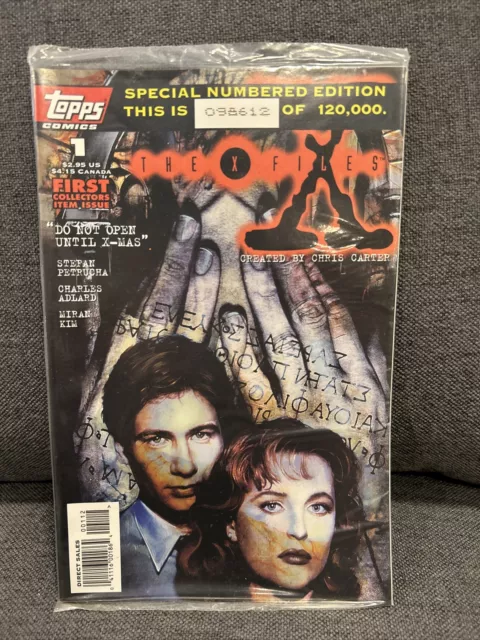 SPECIAL NUMBERED EDITION
THIS IS 098612 OF 120,000.
TOPPS
COMICS
1
$2.95 US
$4.15 CANADA
FIRST
COLLECTORS
ITEM ISSUE
THE X FILES™
X
CREATED BY CHRIS CARTER
"DO NOT OPEN
UNTIL X-MAS"
STEFAN
PETRUCHA
CHARLES
ADLARD
MIRAN
KIM
00112
DIRECT SALES